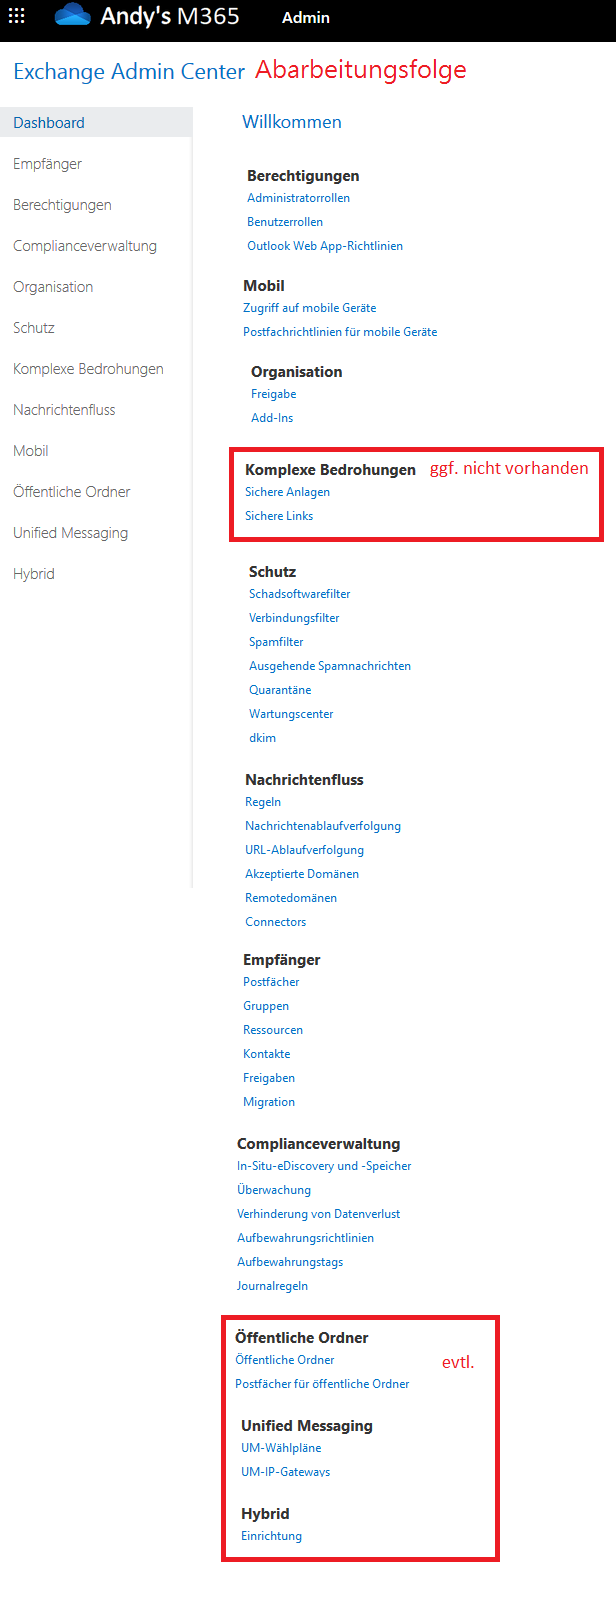 Andy's M365 Admin
Exchange Admin Center Abarbeitungsfolge
Dashboard
Empfänger
Berechtigungen
Complianceverwaltung
Organisation
Schutz
Komplexe Bedrohungen
Nachrichtenfluss
Mobil
Öffentliche Ordner
Unified Messaging
Hybrid
Willkommen
Berechtigungen
Administratorrollen
Benutzerrollen
Outlook Web App-Richtlinien
Mobil
Zugriff auf mobile Geräte
Postfachrichtlinien für mobile Geräte
Organisation
Freigabe
Add-Ins
Komplexe Bedrohungen ggf. nicht vorhanden
Sichere Anlagen
Sichere Links
Schutz
Schadsoftwarefilter
Verbindungsfilter
Spamfilter
Ausgehende Spamnachrichten
Quarantäne
Wartungscenter
dkim
Nachrichtenfluss
Regeln
Nachrichtenablaufverfolgung
URL-Ablaufverfolgung
Akzeptierte Domänen
Remotedomänen
Connectors
Empfänger
Postfächer
Gruppen
Ressourcen
Kontakte
Freigaben
Migration
Complianceverwaltung
In-Situ-eDiscovery und -Speicher
Überwachung
Verhinderung von Datenverlust
Aufbewahrungsrichtlinien
Aufbewahrungstags
Journalregeln
Öffentliche Ordner
Öffentliche Ordner evtl.
Postfächer für öffentliche Ordner
Unified Messaging
UM-Wählpläne
UM-IP-Gateways
Hybrid
Einrichtung